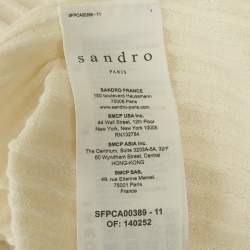 SFPCA00389 - 11
sandro
PARIS
SANDRO FRANCE
150 boulevard Haussmann
75008 Paris
www.sandro-paris.com
SMCP USA Inc.
44 Wall Street, 12th Floor
New York, New York 10005
RN132784
SMCP ASIA Inc.
The Centrium, Suite 3203A-5A, 32/F
60 Wyndham Street, Central
HONG-KONG
SMCP SAS,
49, rue Etienne Marcel
75001 Paris
France
SFPCA00389 - 11
OF: 140252